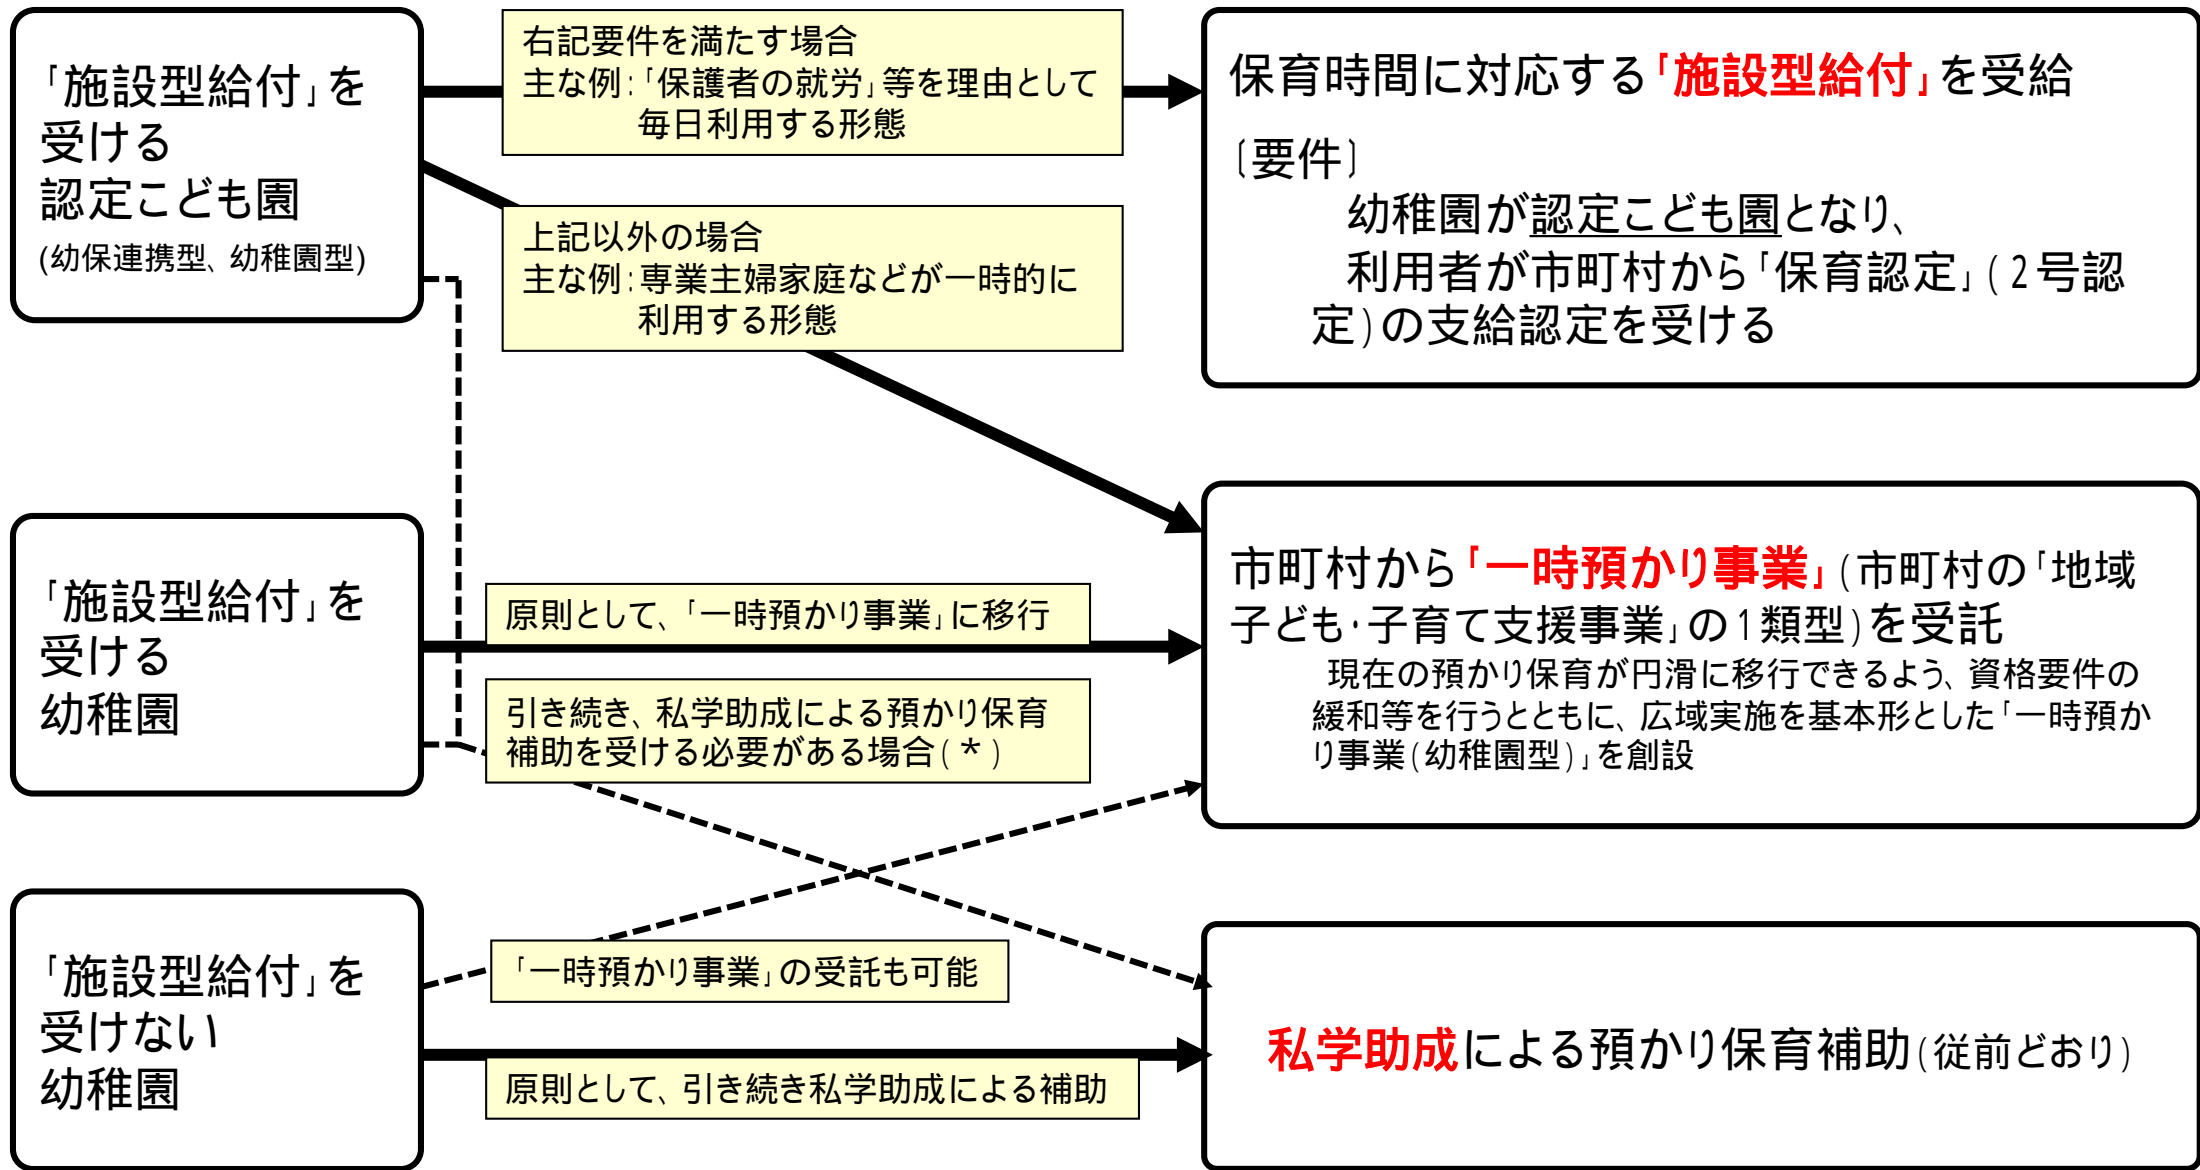 「施設型給付」を
受ける
認定こども園
(幼保連携型、幼稚園型)
右記要件を満たす場合
主な例：「保護者の就労」等を理由として
毎日利用する形態
上記以外の場合
主な例：専業主婦家庭などが一時的に
利用する形態
保育時間に対応する「施設型給付」を受給
〔要件〕
幼稚園が認定こども園となり、
利用者が市町村から「保育認定」(2号認
定)の支給認定を受ける
「施設型給付」を
受ける
幼稚園
原則として、「一時預かり事業」に移行
引き続き、私学助成による預かり保育
補助を受ける必要がある場合(＊)
市町村から「一時預かり事業」(市町村の「地域
子ども・子育て支援事業」の1類型)を受託
現在の預かり保育が円滑に移行できるよう、資格要件の
緩和等を行うとともに、広域実施を基本形とした「一時預か
り事業(幼稚園型)」を創設
「施設型給付」を
受けない
幼稚園
「一時預かり事業」の受託も可能
原則として、引き続き私学助成による補助
私学助成による預かり保育補助(従前どおり)